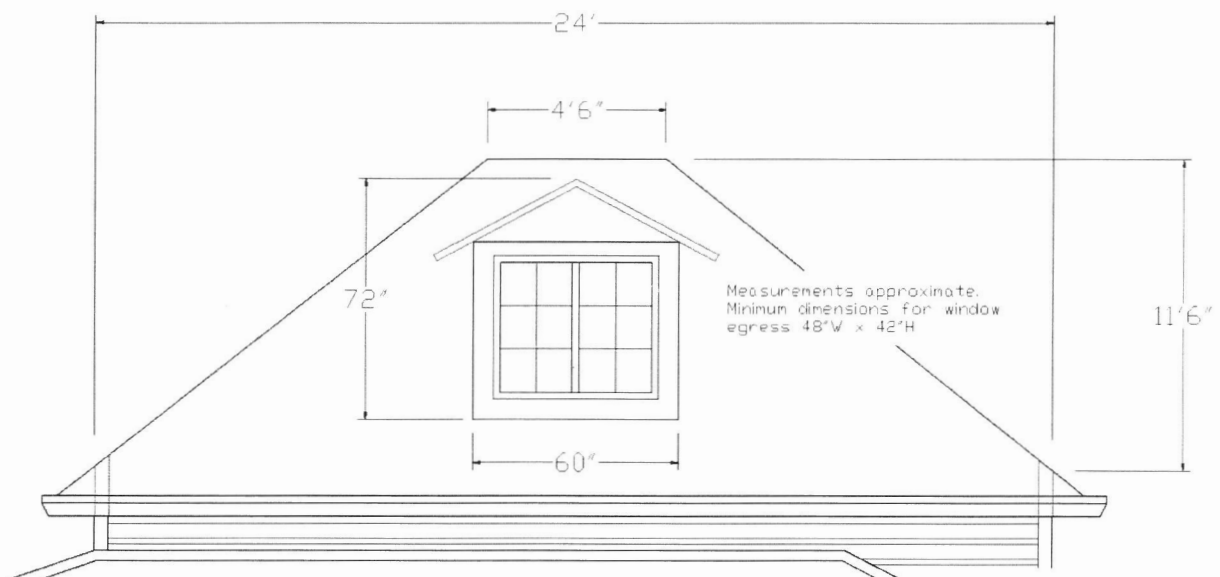 24'
4'6"
72"
Measurements approximate.
Minimum dimensions for window
egress 48"W x 42"H
11'6"
60"